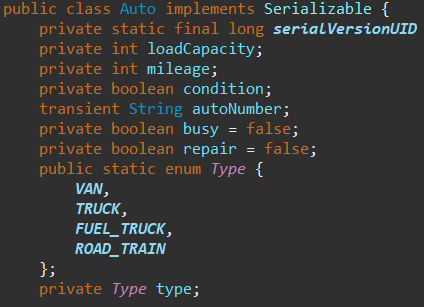 public class Auto implements Serializable {
private static final long serialVersionUID
private int loadCapacity;
private int mileage;
private boolean condition;
transient String autoNumber;
private boolean busy = false;
private boolean repair = false;
public static enum Type {
VAN,
TRUCK,
FUEL_TRUCK,
ROAD_TRAIN
};
private Type type;